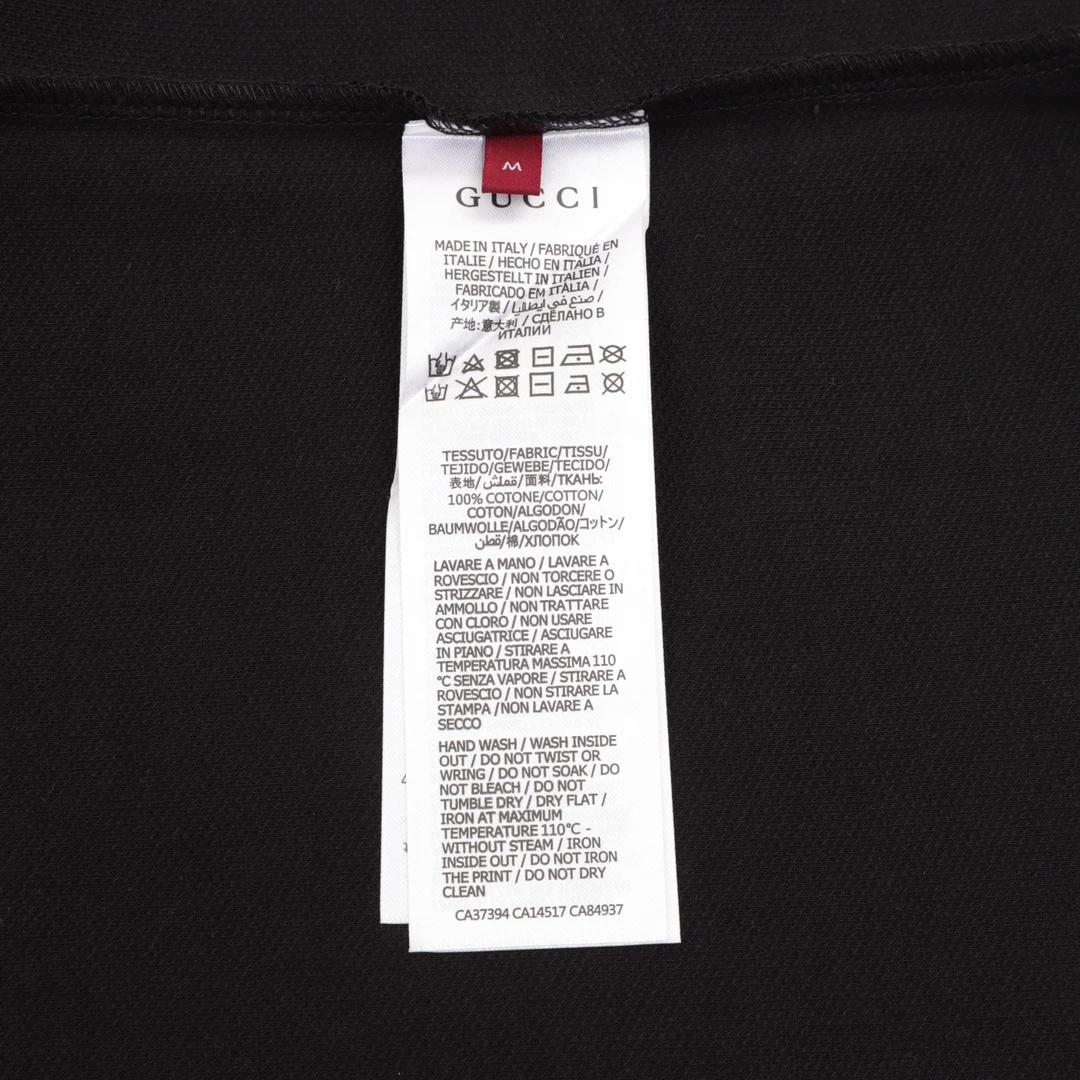 M
GUCCI
MADE IN ITALY / FABRIQUÉ EN
ITALIE / HECHO EN ITALIA /
HERGESTELLT IN ITALIEN /
FABRICADO EM ITÁLIA /
イタリア製 / صنع في ايطاليا /
产地:意大利 / СДЕЛАНО В
ИТАЛИИ
TESSUTO/FABRIC/TISSU/
TEJIDO/GEWEBE/TECIDO/
表地/قملش/面料/ТКАНЬ:
100% COTONE/COTTON/
COTON/ALGODON/
BAUMWOLLE/ALGODÃO/コットン/
قطن/棉/ХЛОПОК
LAVARE A MANO / LAVARE A
ROVESCIO / NON TORCERE O
STRIZZARE / NON LASCIARE IN
AMMOLLO / NON TRATTARE
CON CLORO / NON USARE
ASCIUGATRICE / ASCIUGARE
IN PIANO / STIRARE A
TEMPERATURA MASSIMA 110
°C SENZA VAPORE / STIRARE A
ROVESCIO / NON STIRARE LA
STAMPA /NON LAVARE A
SECCO
HAND WASH / WASH INSIDE
OUT / DO NOT TWIST OR
WRING / DO NOT SOAK / DO
NOT BLEACH / DO NOT
TUMBLE DRY / DRY FLAT /
IRON AT MAXIMUM
TEMPERATURE 110°C -
WITHOUT STEAM / IRON
INSIDE OUT / DO NOT IRON
THE PRINT / DO NOT DRY
CLEAN
CA37394 CA14517 CA84937